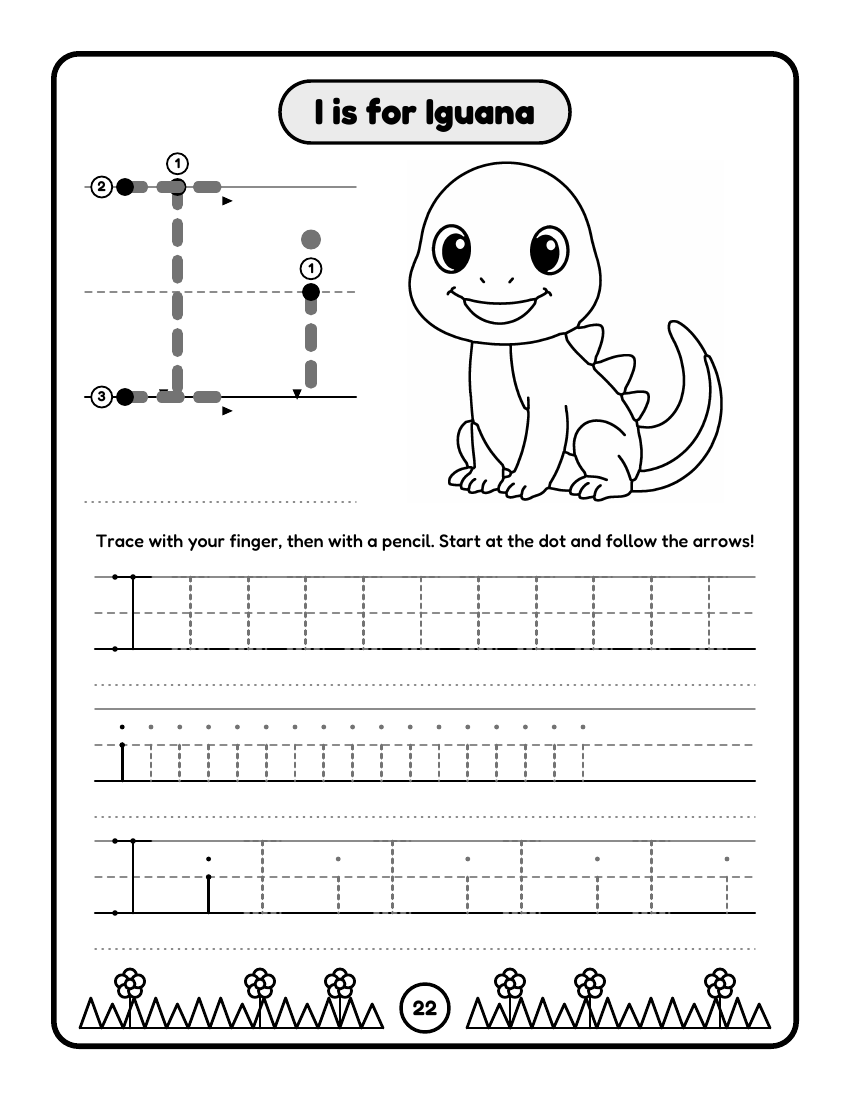 I is for Iguana
1
2
I i
1
3
Trace with your finger, then with a pencil. Start at the dot and follow the arrows!
I I I I I I I I I I I
i i i i i i i i i i i i i i i i i
I i I i I i I i I i
22